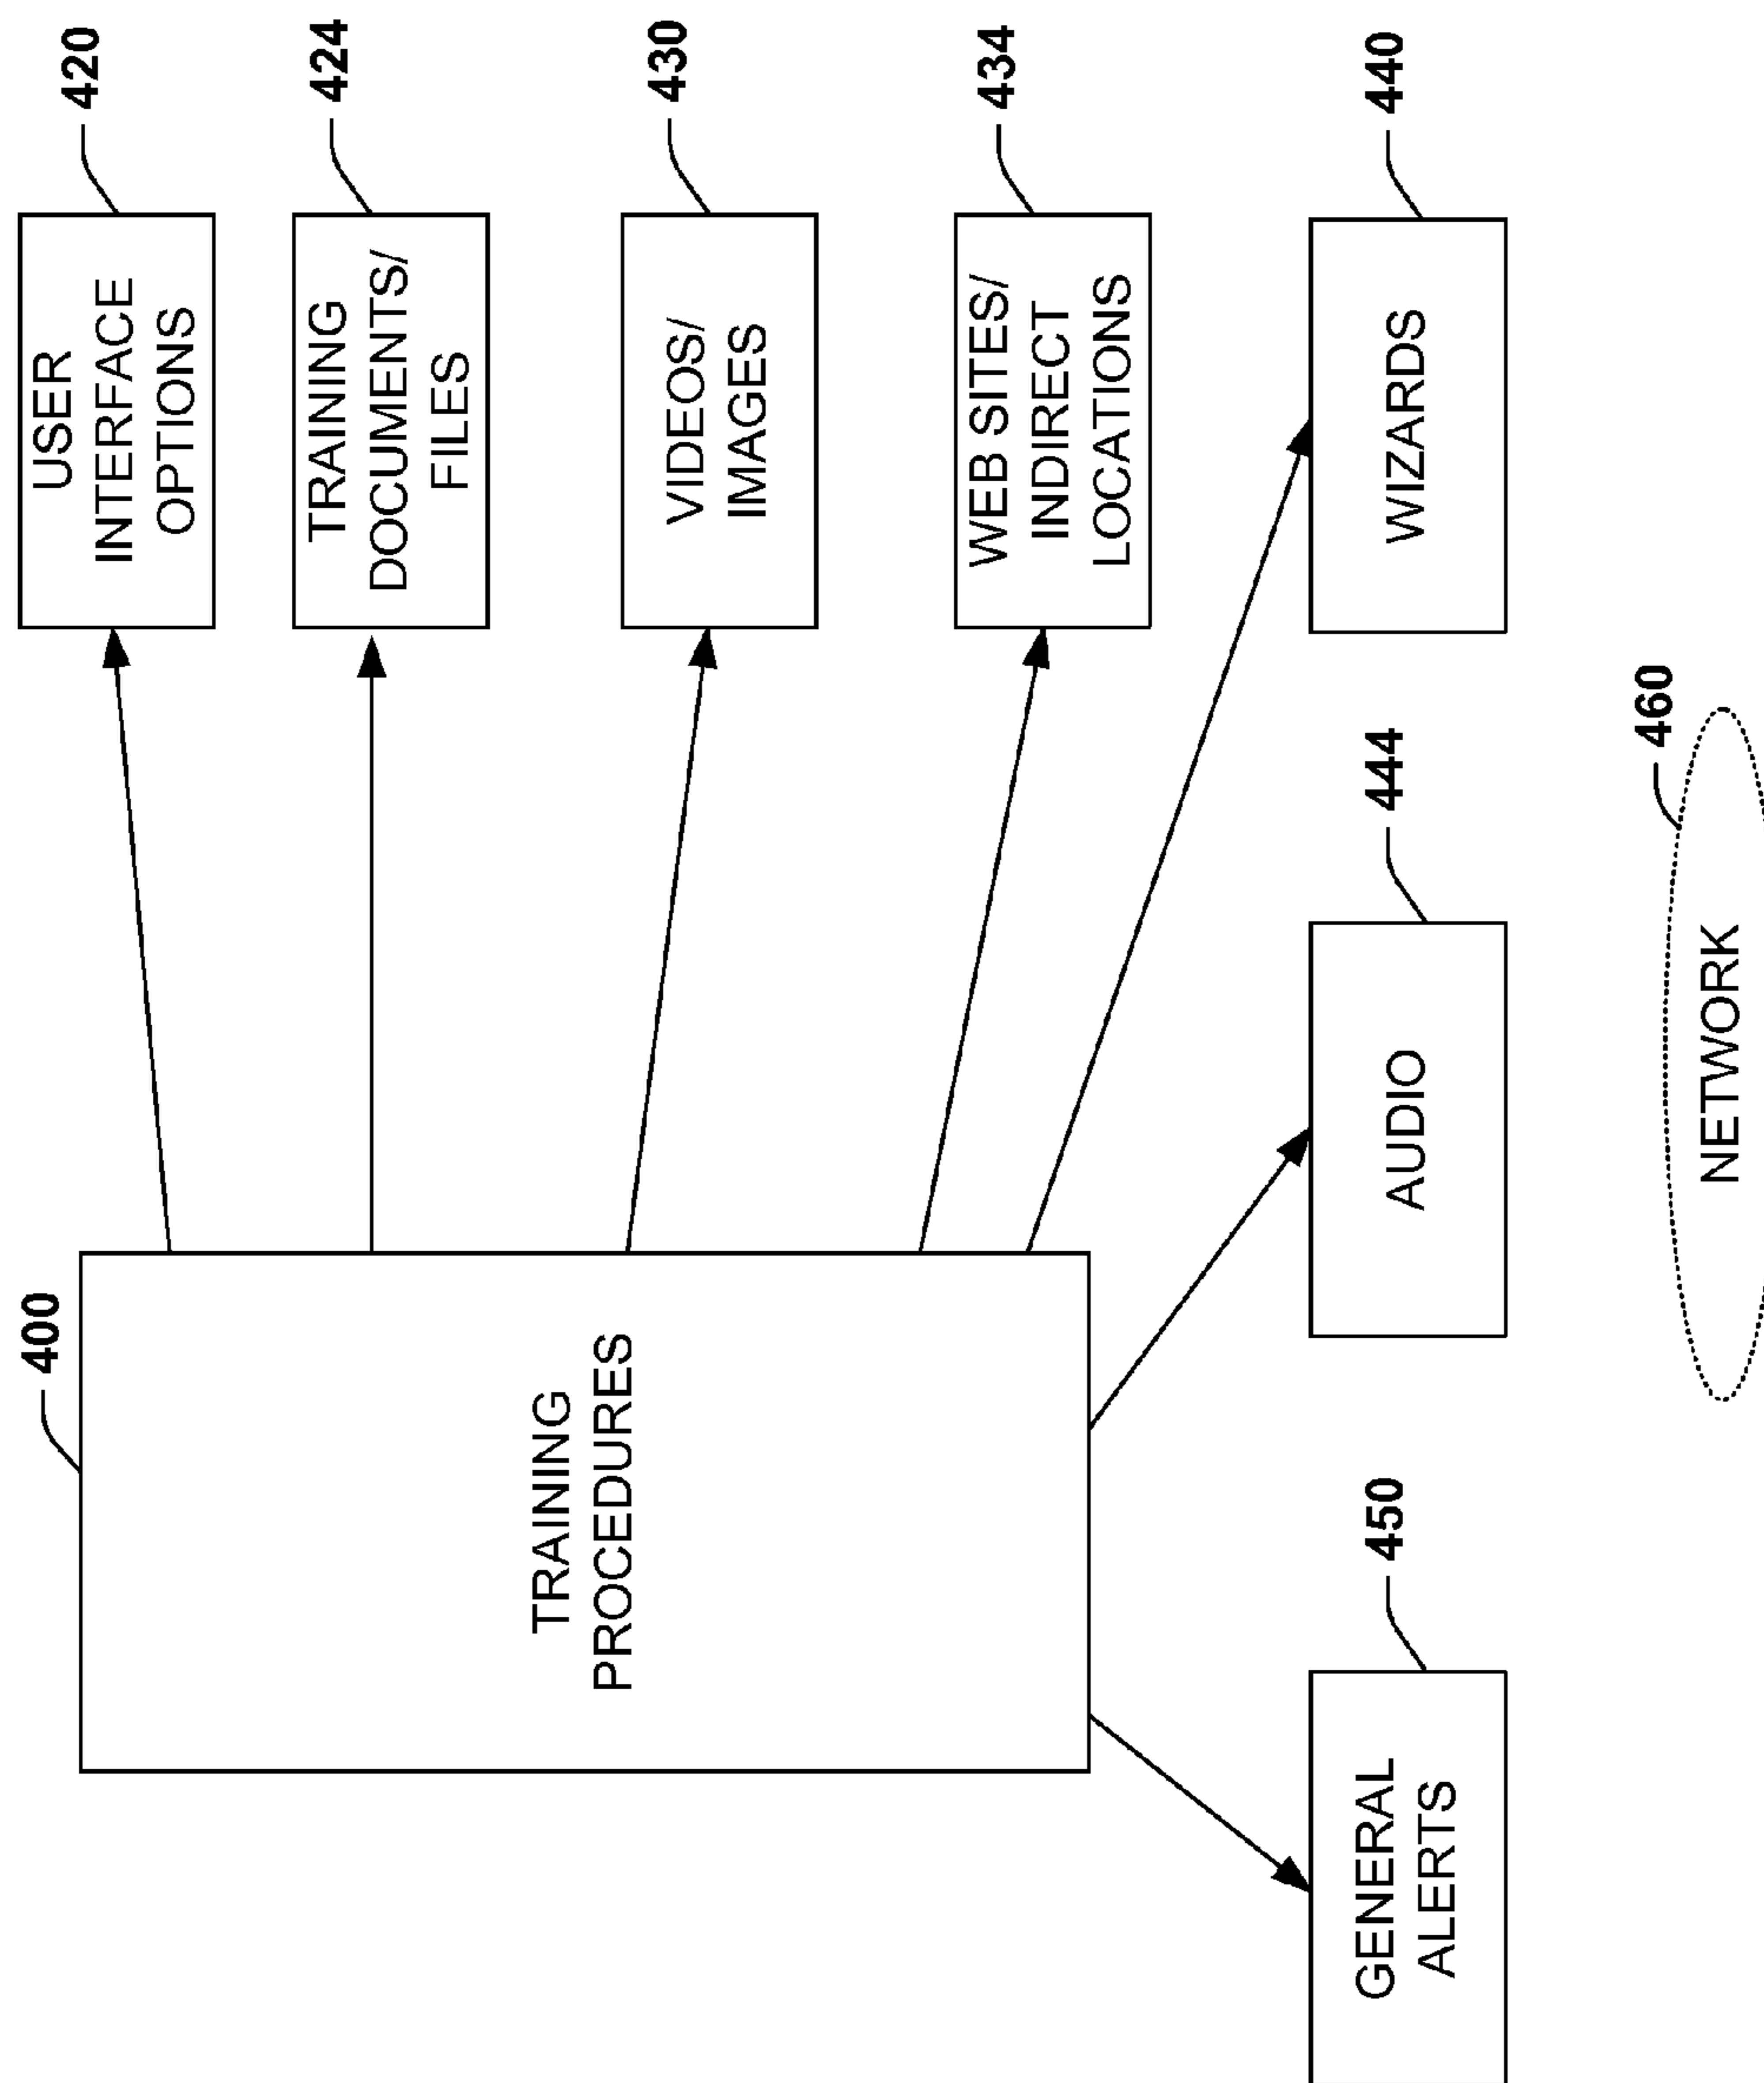 400
TRAINING
PROCEDURES
420
USER
INTERFACE
OPTIONS
424
TRAINING
DOCUMENTS/
FILES
430
VIDEOS/
IMAGES
434
WEB SITES/
INDIRECT
LOCATIONS
450
GENERAL
ALERTS
444
AUDIO
440
WIZARDS
460
NETWORK